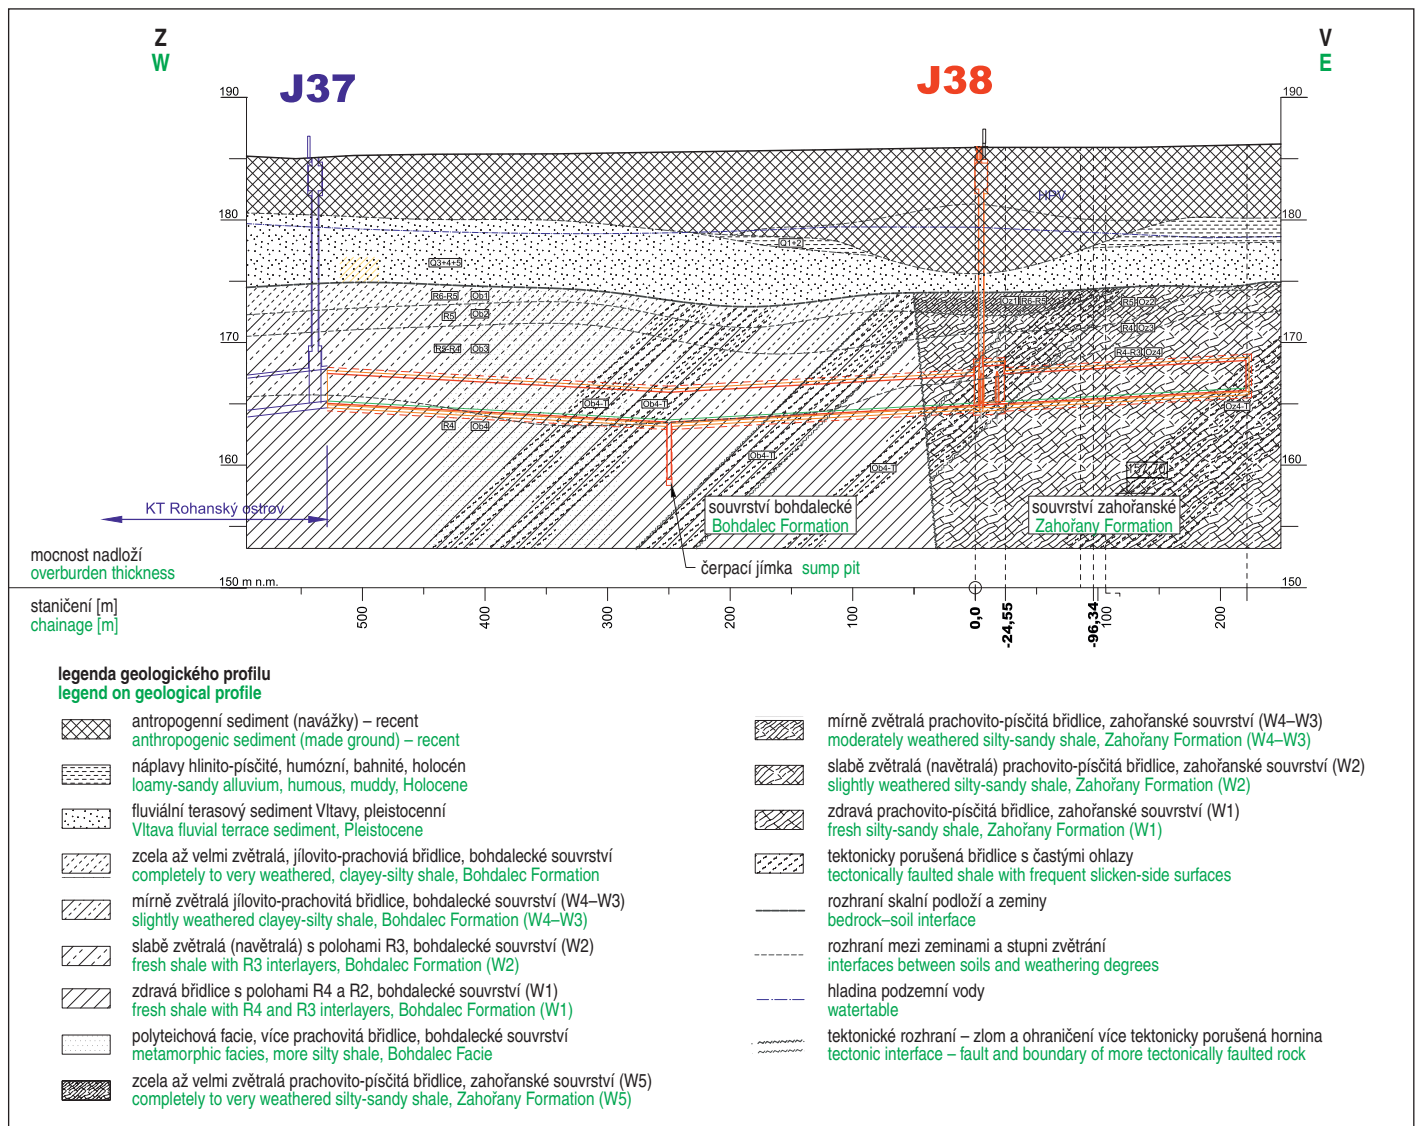 Z
W
V
E
J37
J38
190
190
HPV
180
180
Q1+2
Q3+4+5
R6-R5
Ob1
Oz1
R6-R5
R5
Oz2
R5
Ob2
R4
Oz3
170
170
R5-R4
Ob3
R4-R3
Oz4
Ob4-T
Ob4-T
Oz4-T
R4
Ob4
Ob4-T
Ob4-T
160
160
157,70
KT Rohanský ostrov
souvrství bohdalecké
Bohdalec Formation
souvrství zahořanské
Zahořany Formation
mocnost nadloží
overburden thickness
čerpací jímka sump pit
150 m n.m.
150
staničení [m]
chainage [m]
500
400
300
200
100
0,0
-24,55
-96,34
100
200
legenda geologického profilu
legend on geological profile
antropogenní sediment (navážky) – recent
anthropogenic sediment (made ground) – recent
náplavy hlinito-písčité, humózní, bahnité, holocén
loamy-sandy alluvium, humous, muddy, Holocene
fluviální terasový sediment Vltavy, pleistocenní
Vltava fluvial terrace sediment, Pleistocene
zcela až velmi zvětralá, jílovito-prachoviá břidlice, bohdalecké souvrství
completely to very weathered, clayey-silty shale, Bohdalec Formation
mírně zvětralá jílovito-prachovitá břidlice, bohdalecké souvrství (W4–W3)
slightly weathered clayey-silty shale, Bohdalec Formation (W4–W3)
slabě zvětralá (navětralá) s polohami R3, bohdalecké souvrství (W2)
fresh shale with R3 interlayers, Bohdalec Formation (W2)
zdravá břidlice s polohami R4 a R2, bohdalecké souvrství (W1)
fresh shale with R4 and R3 interlayers, Bohdalec Formation (W1)
polyteichová facie, více prachovitá břidlice, bohdalecké souvrství
metamorphic facies, more silty shale, Bohdalec Facie
zcela až velmi zvětralá prachovito-písčitá břidlice, zahořanské souvrství (W5)
completely to very weathered silty-sandy shale, Zahořany Formation (W5)
mírně zvětralá prachovito-písčitá břidlice, zahořanské souvrství (W4–W3)
moderately weathered silty-sandy shale, Zahořany Formation (W4–W3)
slabě zvětralá (navětralá) prachovito-písčitá břidlice, zahořanské souvrství (W2)
slightly weathered silty-sandy shale, Zahořany Formation (W2)
zdravá prachovito-písčitá břidlice, zahořanské souvrství (W1)
fresh silty-sandy shale, Zahořany Formation (W1)
tektonicky porušená břidlice s častými ohlazy
tectonically faulted shale with frequent slicken-side surfaces
rozhraní skalní podloží a zeminy
bedrock–soil interface
rozhraní mezi zeminami a stupni zvětrání
interfaces between soils and weathering degrees
hladina podzemní vody
watertable
tektonické rozhraní – zlom a ohraničení více tektonicky porušená hornina
tectonic interface – fault and boundary of more tectonically faulted rock